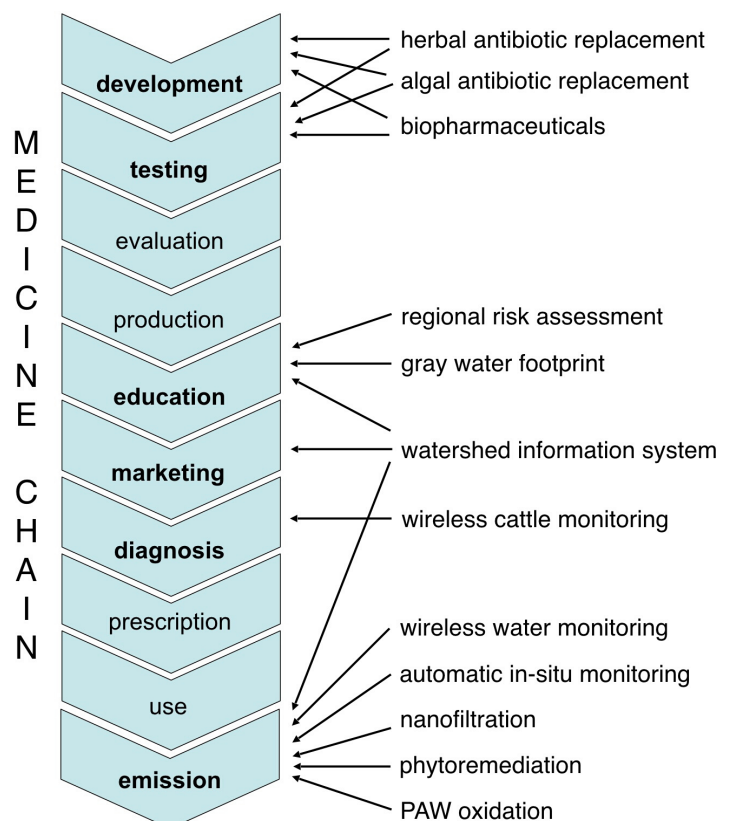 MEDICINE CHAIN
development
testing
evaluation
production
education
marketing
diagnosis
prescription
use
emission
herbal antibiotic replacement
algal antibiotic replacement
biopharmaceuticals
regional risk assessment
gray water footprint
watershed information system
wireless cattle monitoring
wireless water monitoring
automatic in-situ monitoring
nanofiltration
phytoremediation
PAW oxidation